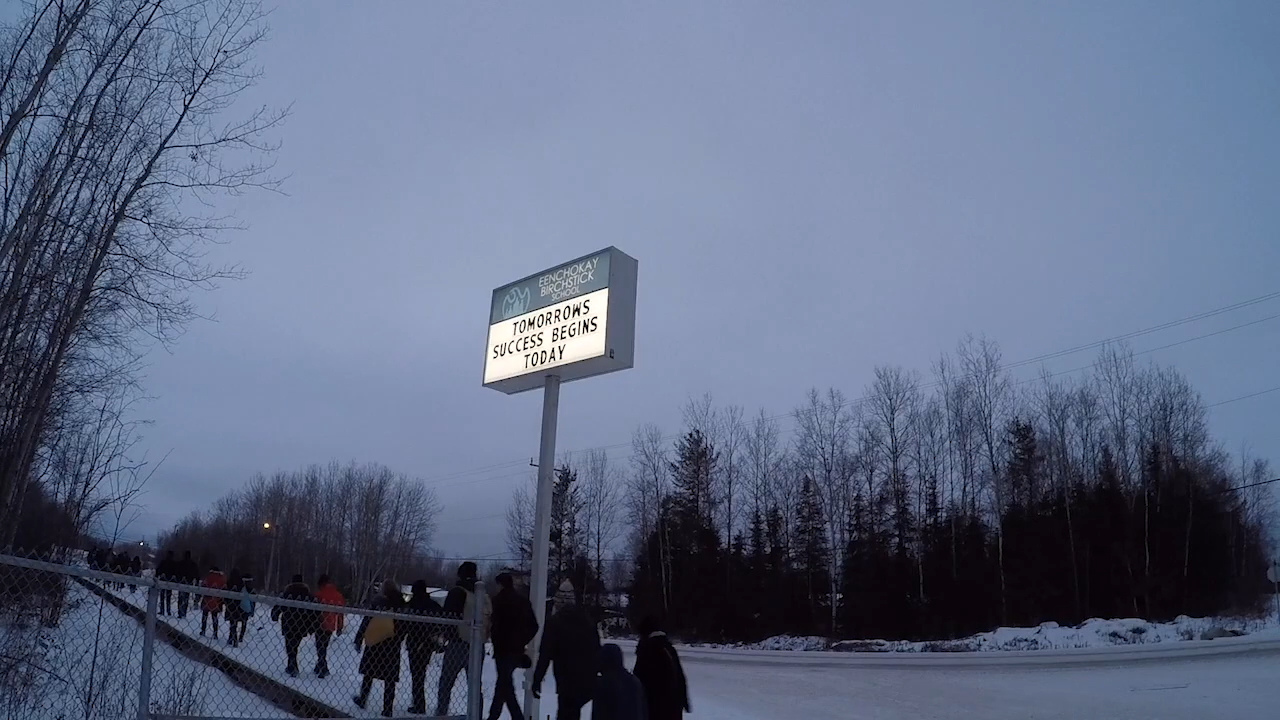 EENCHOKAY
BIRCHSTICK
SCHOOL
TOMORROWS
SUCCESS BEGINS
TODAY